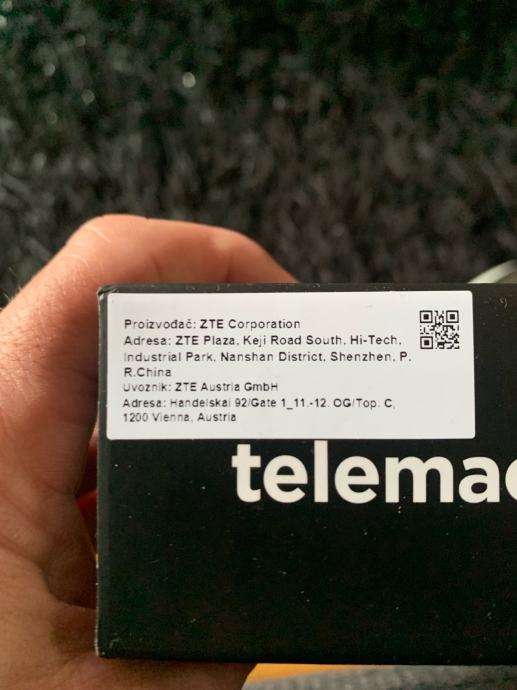 Proizvođač: ZTE Corporation
Adresa: ZTE Plaza, Keji Road South, Hi-Tech,
Industrial Park, Nanshan District, Shenzhen, P.
R.China
Uvoznik: ZTE Austria GmbH
Adresa: Handelskai 92/Gate 1_11.-12. OG/Top. C,
1200 Vienna, Austria
telemac